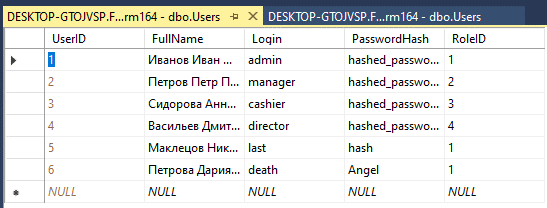 DESKTOP-GTOJVSP.F...rm164 - dbo.Users DESKTOP-GTOJVSP.F...rm164 - dbo.Users
UserID FullName Login PasswordHash RoleID
1 Иванов Иван ... admin hashed_passwo... 1
2 Петров Петр П... manager hashed_passwo... 2
3 Сидорова Анн... cashier hashed_passwo... 3
4 Васильев Дмит... director hashed_passwo... 4
5 Маклецов Ник... last hash 1
6 Петрова Дария... death Angel 1
NULL NULL NULL NULL NULL